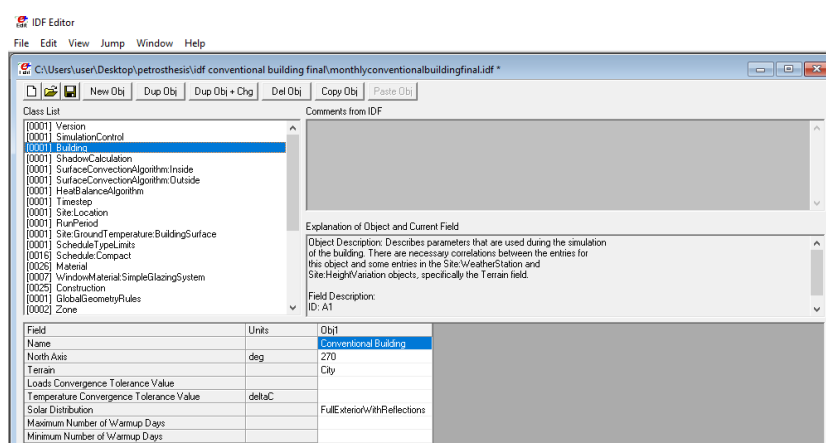 IDF Editor
File Edit View Jump Window Help
C:\Users\user\Desktop\petrosthesis\idf conventional building final\monthlyconventionalbuildingfinal.idf *
New Obj Dup Obj Dup Obj + Chg Del Obj Copy Obj Paste Obj
Class List
[0001] Version
[0001] SimulationControl
[0001] Building
[0001] ShadowCalculation
[0001] SurfaceConvectionAlgorithm:Inside
[0001] SurfaceConvectionAlgorithm:Outside
[0001] HeatBalanceAlgorithm
[0001] Timestep
[0001] Site:Location
[0001] RunPeriod
[0001] Site:GroundTemperature:BuildingSurface
[0001] ScheduleTypeLimits
[0016] Schedule:Compact
[0026] Material
[0007] WindowMaterial:SimpleGlazingSystem
[0025] Construction
[0001] GlobalGeometryRules
[0002] Zone
Comments from IDF
Explanation of Object and Current Field
Object Description: Describes parameters that are used during the simulation
of the building. There are necessary correlations between the entries for
this object and some entries in the Site:WeatherStation and
Site:HeightVariation objects, specifically the Terrain field.
Field Description:
ID: A1
Field Units Obj1
Name Conventional Building
North Axis deg 270
Terrain City
Loads Convergence Tolerance Value
Temperature Convergence Tolerance Value deltaC
Solar Distribution FullExteriorWithReflections
Maximum Number of Warmup Days
Minimum Number of Warmup Days